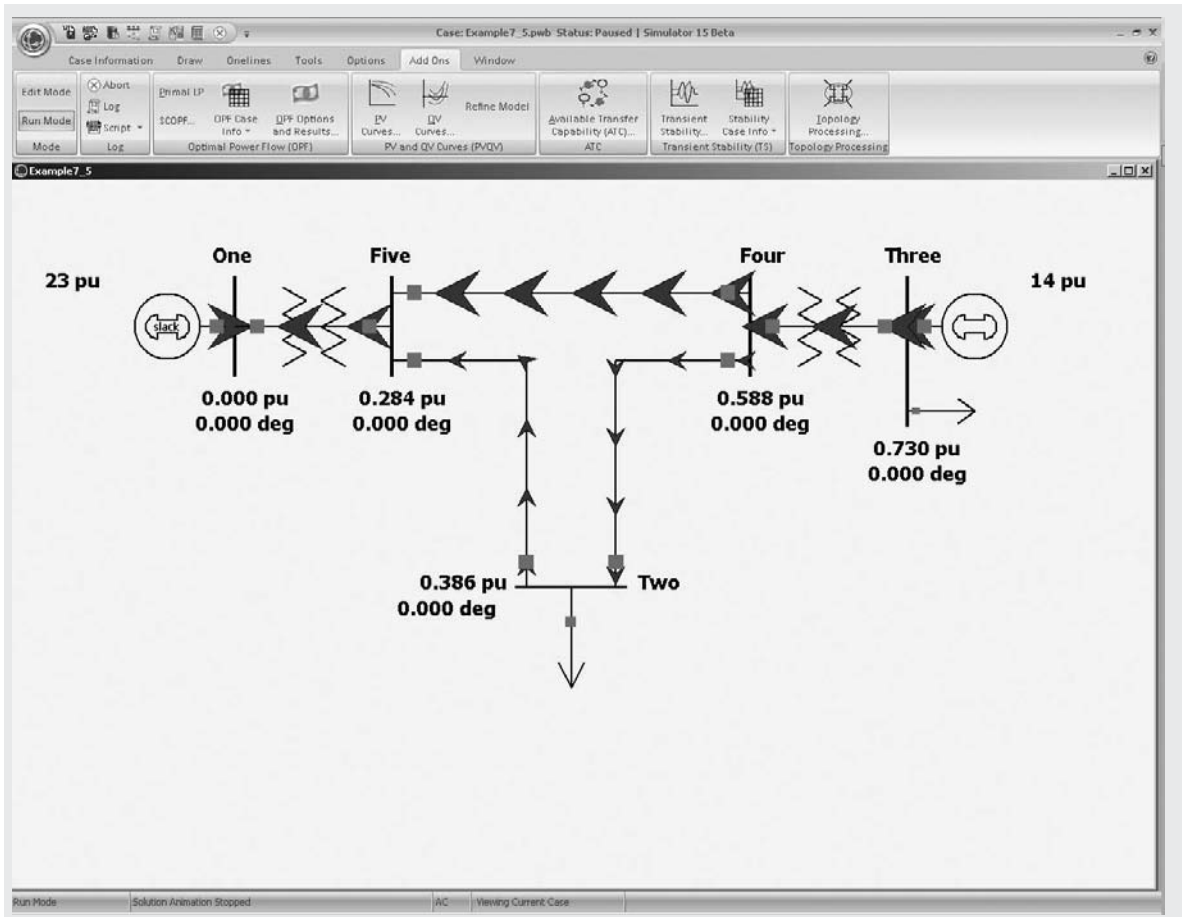 Case: Example7_5.pwb Status: Paused | Simulator 15 Beta
Case Information Draw Onelines Tools Options Add Ons Window
Edit Mode
Run Mode
Mode
Abort
Log
Script
Log
Primal LP
SCOPF...
OPF Case
Info
OPF Options
and Results...
Optimal Power Flow (OPF)
PV
Curves...
QV
Curves...
Refine Model
PV and QV Curves (PVQV)
Available Transfer
Capability (ATC)...
ATC
Transient
Stability...
Stability
Case Info
Transient Stability (TS)
Topology
Processing...
Topology Processing
Example7_5
One
Five
Four
Three
23 pu
14 pu
slack
0.000 pu
0.000 deg
0.284 pu
0.000 deg
0.588 pu
0.000 deg
0.730 pu
0.000 deg
0.386 pu
0.000 deg
Two
Run Mode
Solution Animation Stopped
AC
Viewing Current Case